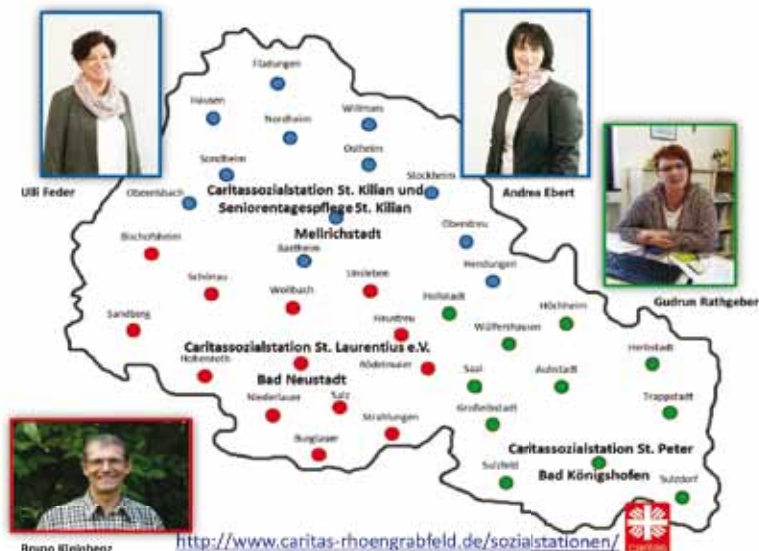 Fladungen
Hausen
Nordheim
Willmars
Sondheim
Ostheim
Stockheim
Ulli Feder
Oberelsbach
Caritassozialstation St. Kilian und
Seniorentagespflege St. Kilian
Andrea Ebert
Mellrichstadt
Bischofsheim
Oberstreu
Bastheim
Hendungen
Schönau
Wollbach
Unsleben
Hollstadt
Höchheim
Gudrun Rathgeber
Sandberg
Heustreu
Wülfershausen
Caritassozialstation St. Laurentius e.V.
Herbstadt
Hohenroth
Rödelmaier
Bad Neustadt
Saal
Aubstadt
Niederlauer
Salz
Strahlungen
Großeibstadt
Trappstadt
Burglauer
Caritassozialstation St. Peter
Sulzfeld
Bad Königshofen
Sulzdorf
Bruno Kleinhenz
http://www.caritas-rhoengrabfeld.de/sozialstationen/